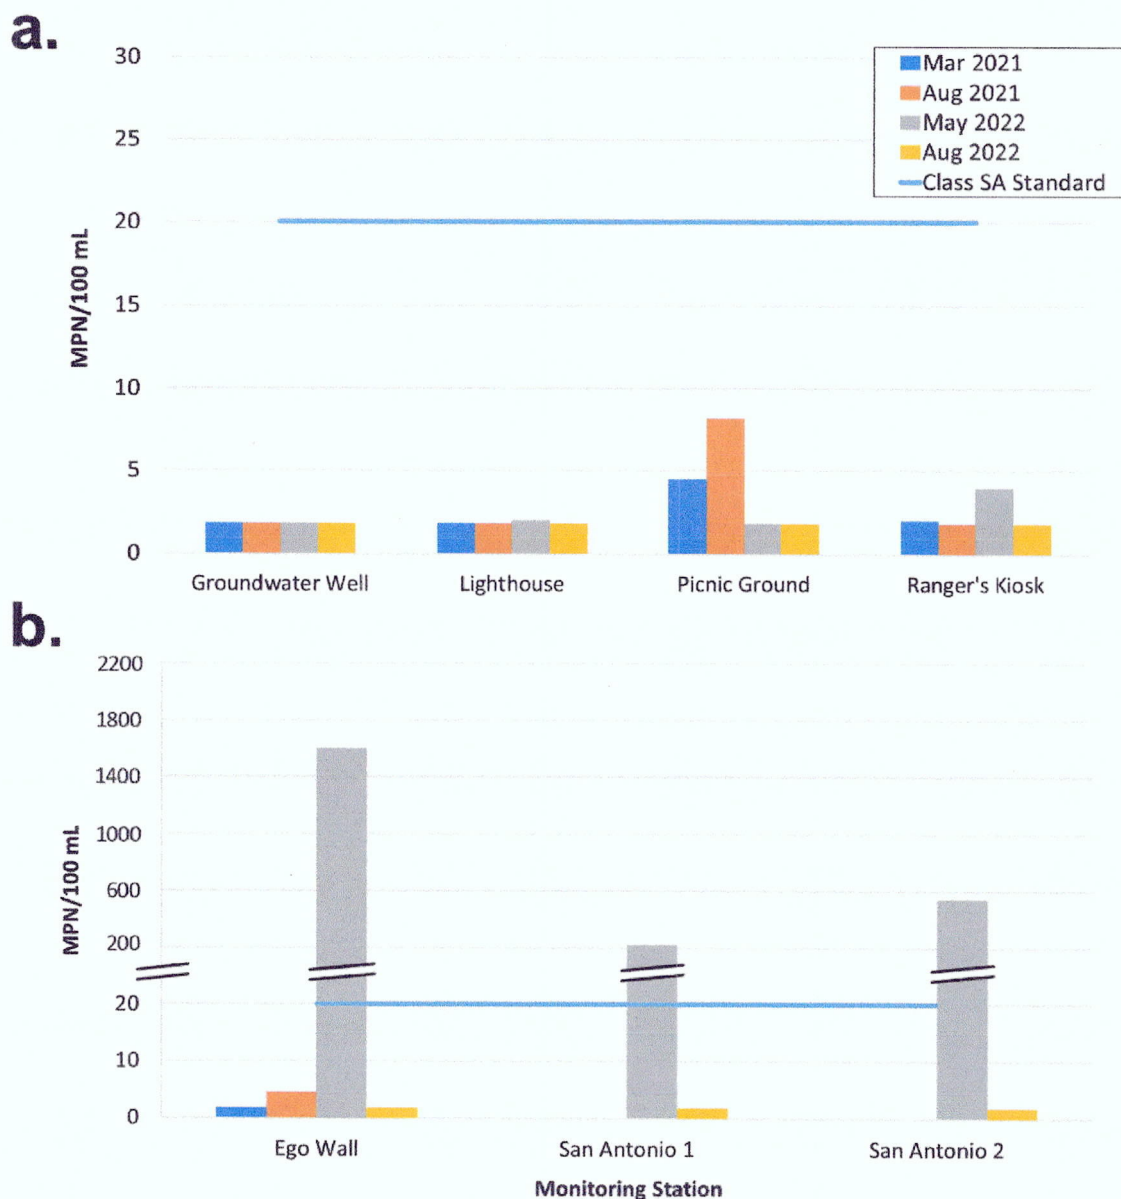 a.
30
Mar 2021
Aug 2021
May 2022
Aug 2022
Class SA Standard
25
20
15
10
5
0
MPN/100 mL
Groundwater Well Lighthouse Picnic Ground Ranger's Kiosk
b.
2200
1800
1400
1000
600
200
20
10
0
MPN/100 mL
Ego Wall San Antonio 1 San Antonio 2
Monitoring Station